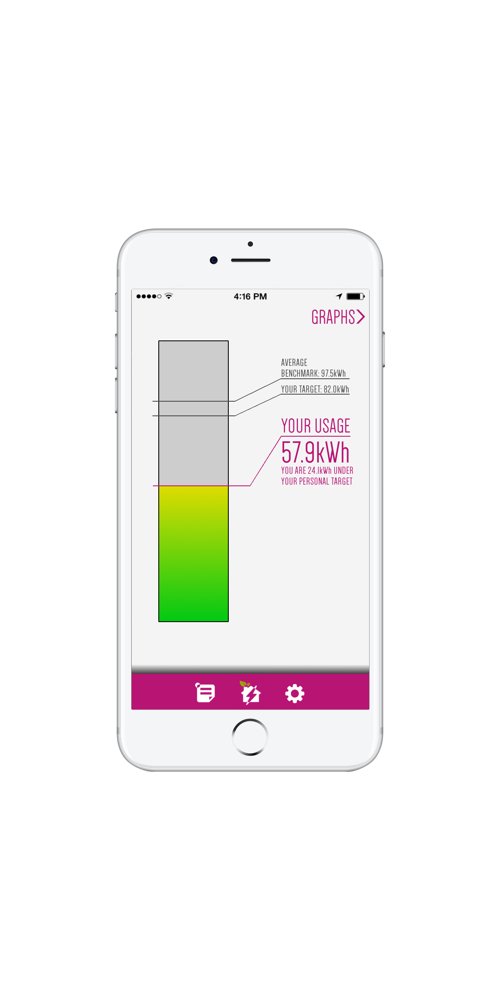 4:16 PM
GRAPHS
AVERAGE
BENCHMARK: 97.5kWh
YOUR TARGET: 82.0kWh
YOUR USAGE
57.9kWh
YOU ARE 24.1kWh UNDER
YOUR PERSONAL TARGET